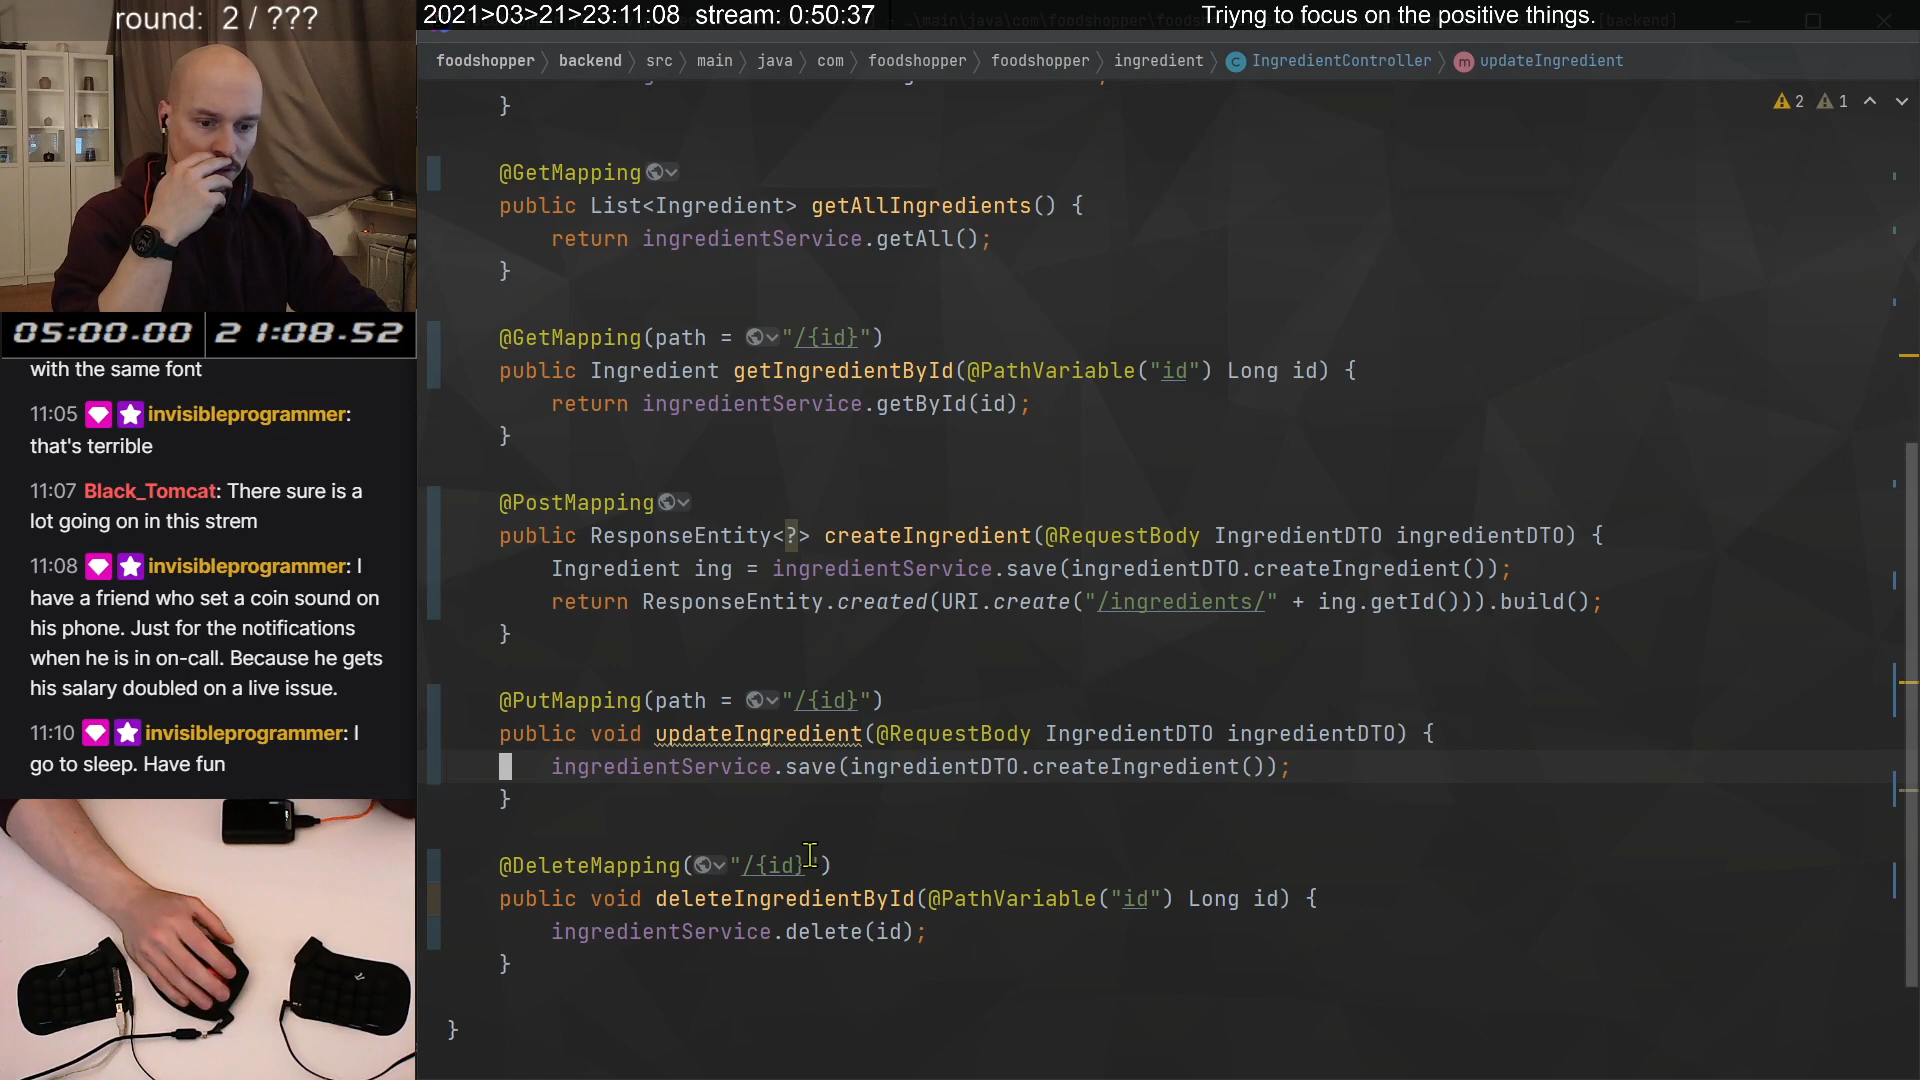 round: 2 / ???
2021>03>21>23:11:08 stream: 0:50:37
Triyng to focus on the positive things.
foodshopper 〉 backend 〉 src 〉 main 〉 java 〉 com 〉 foodshopper 〉 foodshopper 〉 ingredient 〉 C IngredientController 〉 m updateIngredient
2 1
}
@GetMapping
public List<Ingredient> getAllIngredients() {
return ingredientService.getAll();
}
@GetMapping(path = "/{id}")
public Ingredient getIngredientById(@PathVariable("id") Long id) {
return ingredientService.getById(id);
}
@PostMapping
public ResponseEntity<?> createIngredient(@RequestBody IngredientDTO ingredientDTO) {
Ingredient ing = ingredientService.save(ingredientDTO.createIngredient());
return ResponseEntity.created(URI.create("/ingredients/" + ing.getId())).build();
}
@PutMapping(path = "/{id}")
public void updateIngredient(@RequestBody IngredientDTO ingredientDTO) {
ingredientService.save(ingredientDTO.createIngredient());
}
@DeleteMapping("/{id}")
public void deleteIngredientById(@PathVariable("id") Long id) {
ingredientService.delete(id);
}
}
05:00.00 21:08.52
with the same font
11:05 invisibleprogrammer:
that's terrible
11:07 Black_Tomcat: There sure is a
lot going on in this strem
11:08 invisibleprogrammer: I
have a friend who set a coin sound on
his phone. Just for the notifications
when he is in on-call. Because he gets
his salary doubled on a live issue.
11:10 invisibleprogrammer: I
go to sleep. Have fun